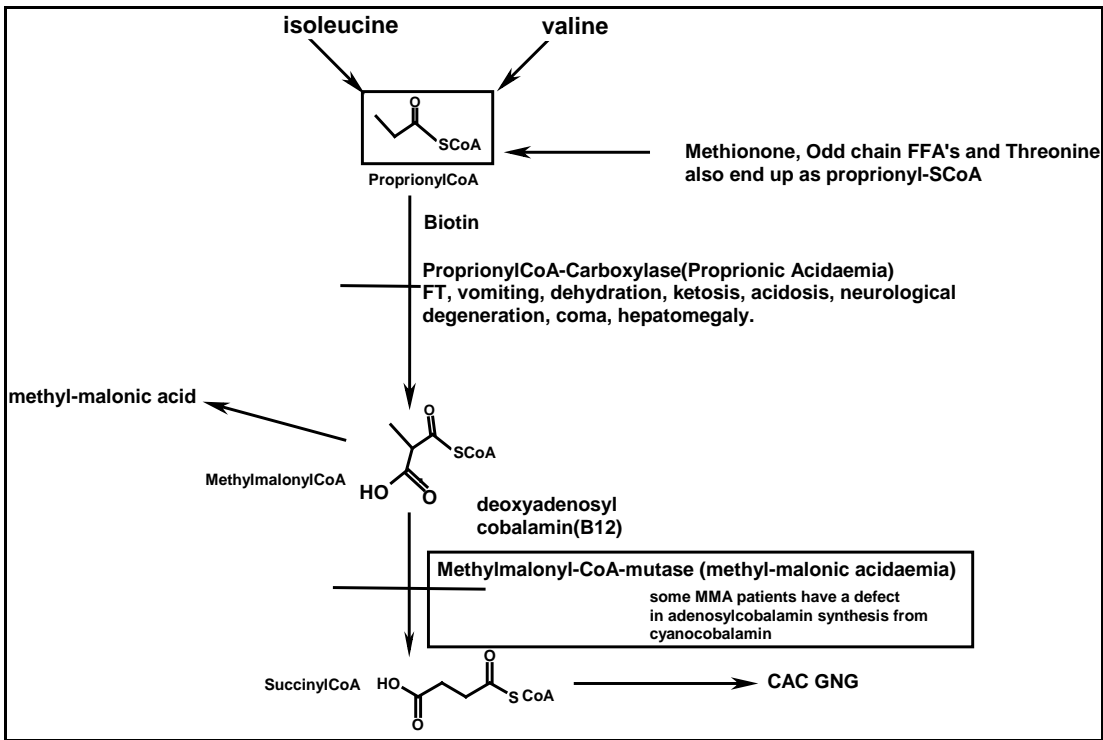 isoleucine
valine
O
SCoA
ProprionylCoA
Methionone, Odd chain FFA's and Threonine
also end up as proprionyl-SCoA
Biotin
ProprionylCoA-Carboxylase(Proprionic Acidaemia)
FT, vomiting, dehydration, ketosis, acidosis, neurological
degeneration, coma, hepatomegaly.
methyl-malonic acid
O
SCoA
MethylmalonylCoA
HO
O
deoxyadenosyl
cobalamin(B12)
Methylmalonyl-CoA-mutase (methyl-malonic acidaemia)
some MMA patients have a defect
in adenosylcobalamin synthesis from
cyanocobalamin
O
SuccinylCoA
HO
S CoA
O
CAC GNG